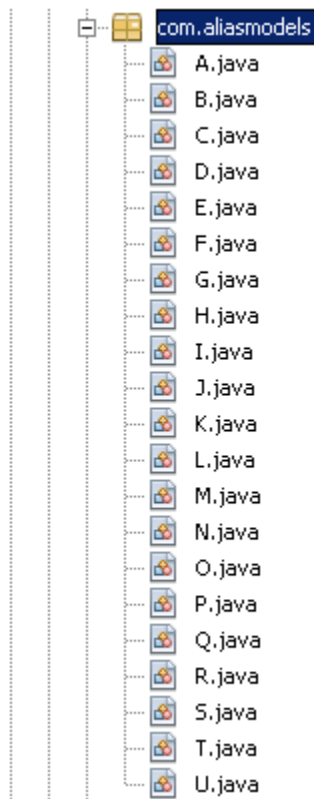 com.aliasmodels
A.java
B.java
C.java
D.java
E.java
F.java
G.java
H.java
I.java
J.java
K.java
L.java
M.java
N.java
O.java
P.java
Q.java
R.java
S.java
T.java
U.java